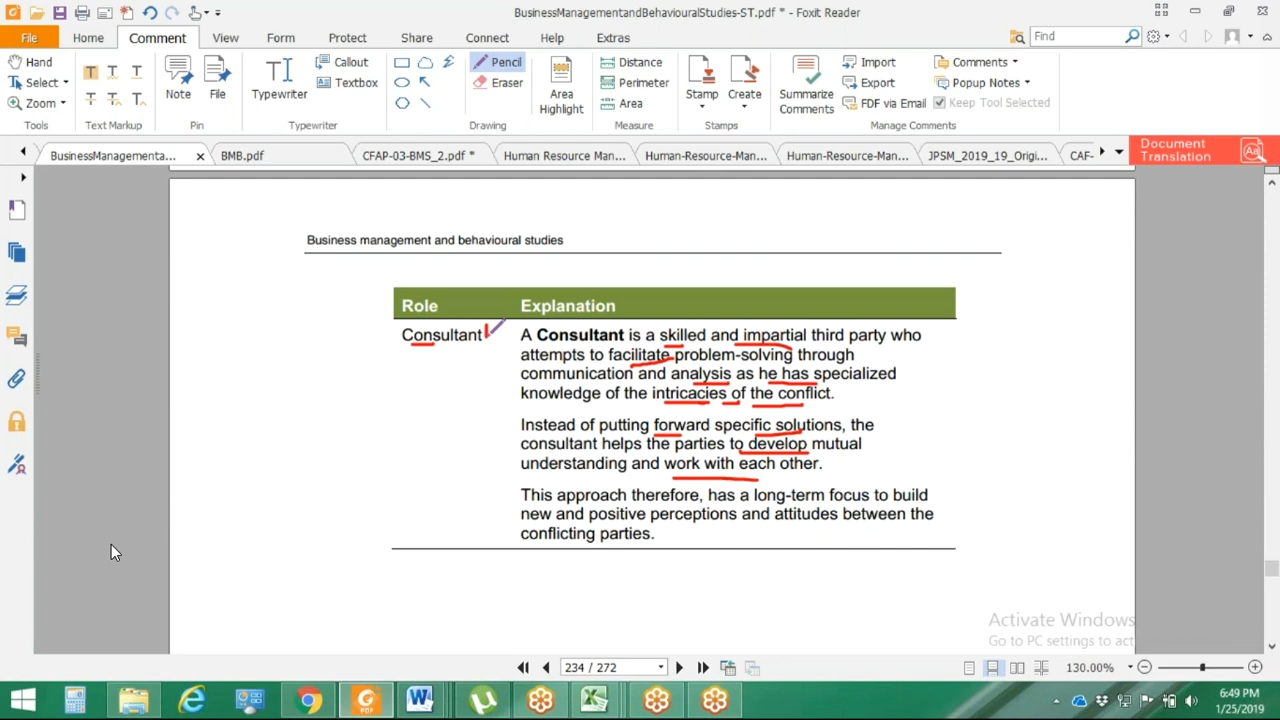 BusinessManagementandBehaviouralStudies-ST.pdf * - Foxit Reader
File Home Comment View Form Protect Share Connect Help Extras Find
Hand
Select
Zoom
Tools
Text Markup
Note
File
Pin
Typewriter
Callout
Textbox
Typewriter
Pencil
Eraser
Drawing
Area
Highlight
Distance
Perimeter
Area
Measure
Stamp
Create
Stamps
Summarize
Comments
Import
Export
FDF via Email
Comments
Popup Notes
Keep Tool Selected
Manage Comments
BusinessManagementa... BMB.pdf CFAP-03-BMS_2.pdf * Human Resource Man... Human-Resource-Man... Human-Resource-Man... JPSM_2019_19_Origi... CAF-
Document
Translation
Business management and behavioural studies
Role Explanation
Consultant A Consultant is a skilled and impartial third party who
attempts to facilitate problem-solving through
communication and analysis as he has specialized
knowledge of the intricacies of the conflict.
Instead of putting forward specific solutions, the
consultant helps the parties to develop mutual
understanding and work with each other.
This approach therefore, has a long-term focus to build
new and positive perceptions and attitudes between the
conflicting parties.
Activate Windows
Go to PC settings to act
234 / 272
130.00%
6:49 PM
1/25/2019